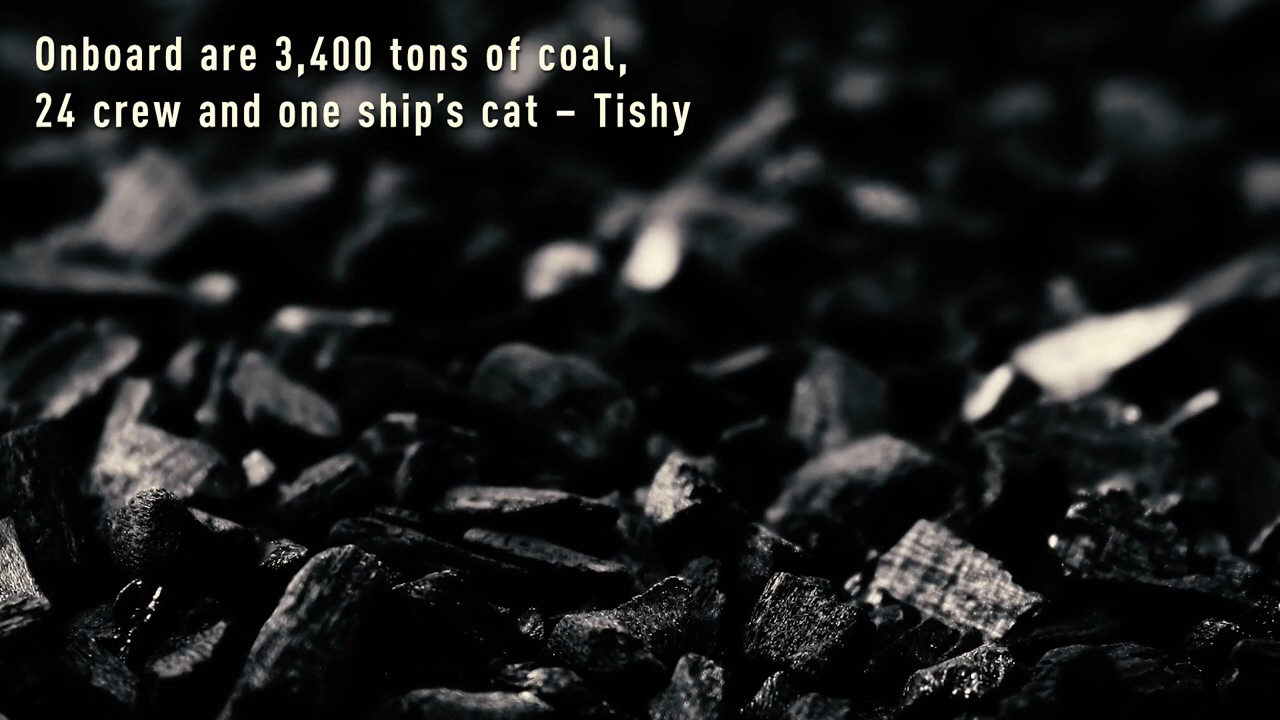 Onboard are 3,400 tons of coal,
24 crew and one ship’s cat – Tishy